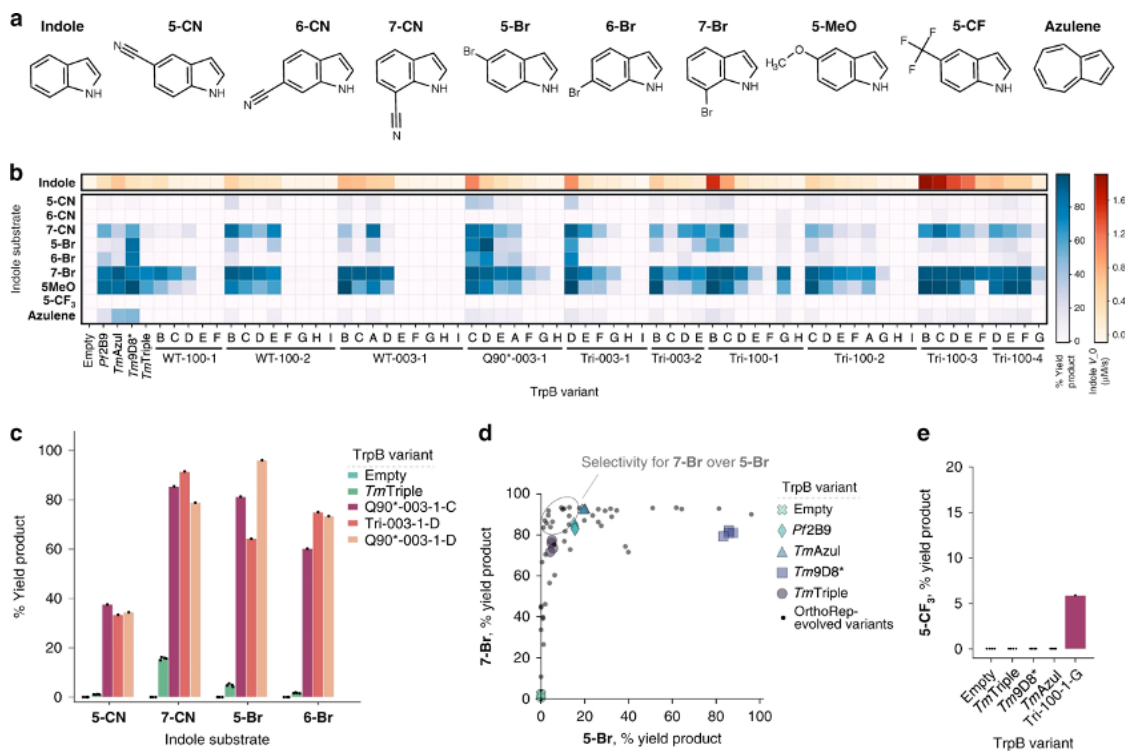 a
Indole 5-CN 6-CN 7-CN 5-Br 6-Br 7-Br 5-MeO 5-CF Azulene
N NH
N NH
NH N
Br NH
Br NH
NH Br
O H₃C NH
F F F NH
NH
b
Indole
5-CN
6-CN
7-CN
5-Br
6-Br
7-Br
5MeO
5-CF₃
Azulene
Indole substrate
Empty Pf2B9 TmAzul Tm9D8* TmTriple
B C D E F B C D E F G H I B C A D E F G H I C D E A F G D E F G H I B D E B C D E F G H I B C D E F A G H I B C D E F D E F G
WT-100-1 WT-100-2 WT-003-1 Q90*-003-1 Tri-003-1 Tri-003-2 Tri-100-1 Tri-100-2 Tri-100-3 Tri-100-4
TrpB variant
80
60
40
20
0
% Yield product
1.6
1.2
0.8
0.4
0.0
Indole V_0 (μM/s)
c
% Yield product
100
80
60
40
20
0
5-CN 7-CN 5-Br 6-Br
Indole substrate
TrpB variant
Empty
TmTriple
Q90*-003-1-C
Tri-003-1-D
Q90*-003-1-D
d
Selectivity for 7-Br over 5-Br
7-Br, % yield product
100
80
60
40
20
0
0 20 40 60 80 100
5-Br, % yield product
TrpB variant
Empty
Pf2B9
TmAzul
Tm9D8*
TmTriple
OrthoRep-
evolved variants
e
5-CF₃, % yield product
20
15
10
5
0
Empty
TmTriple
Tm9D8*
TmAzul
Tri-100-1-G
TrpB variant